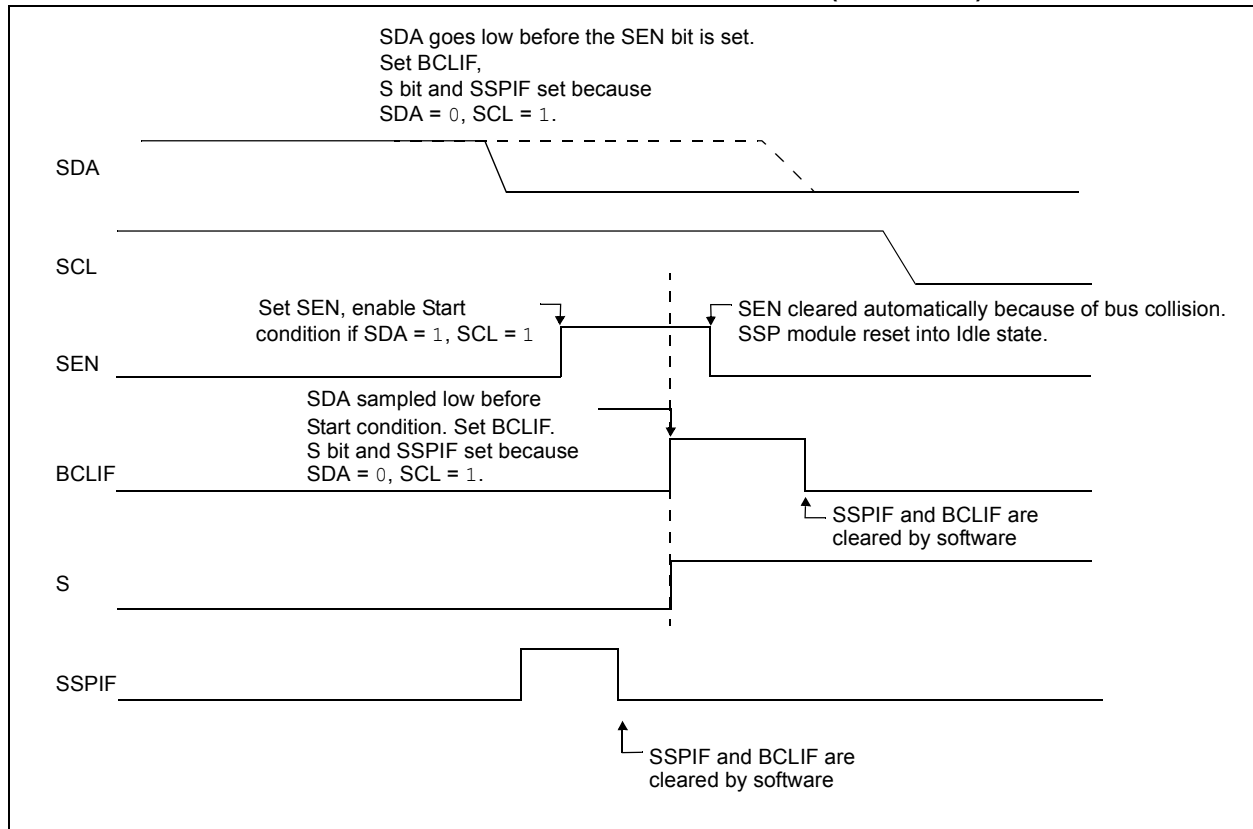 SDA goes low before the SEN bit is set.
Set BCLIF,
S bit and SSPIF set because
SDA = 0, SCL = 1.
SDA
SCL
Set SEN, enable Start
condition if SDA = 1, SCL = 1
SEN cleared automatically because of bus collision.
SSP module reset into Idle state.
SEN
SDA sampled low before
Start condition. Set BCLIF.
S bit and SSPIF set because
SDA = 0, SCL = 1.
BCLIF
SSPIF and BCLIF are
cleared by software
S
SSPIF
SSPIF and BCLIF are
cleared by software